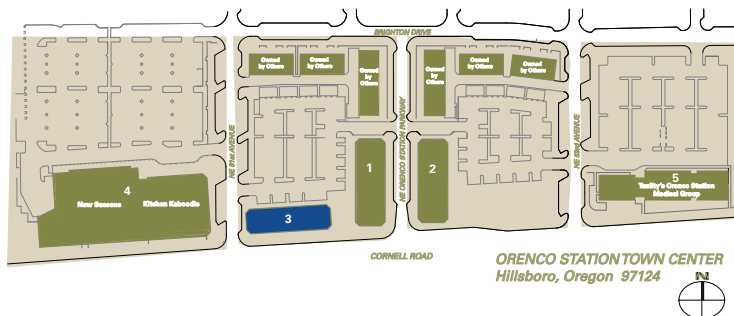 BRIGHTON DRIVE
Owned
by Others
Owned
by Others
Owned
by Others
Owned
by Others
Owned
by Others
Owned
by Others
NE 61st AVENUE
NE ORENCO STATION PARKWAY
NE 63rd AVENUE
1
2
3
4
New Seasons
Kitchen Kaboodle
5
Tuality's Orenco Station
Medical Group
CORNELL ROAD
ORENCO STATION TOWN CENTER
Hillsboro, Oregon 97124
N